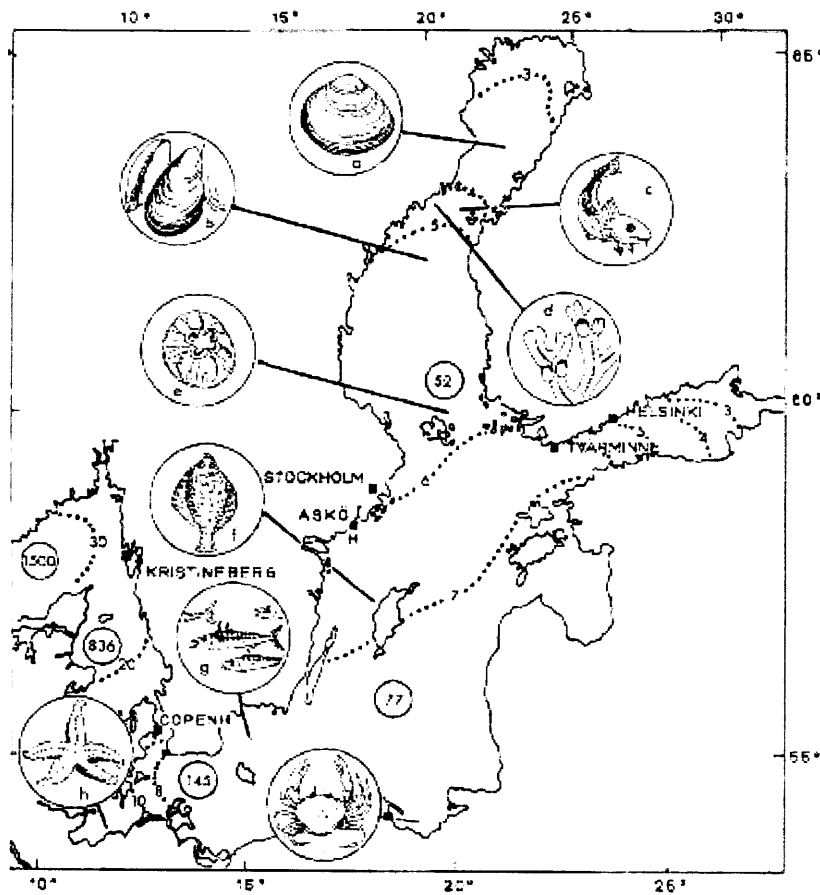 10° 15° 20° 25° 30°
65°
3
a
b
c
5
d
e
52
60°
HELSINKI
3
5
4
TVÄRMINNE
STOCKHOLM
6
ASKÖ
H
f
30
1500
KRISTINEBERG
7
g
836
20
77
COPENH
55°
h
145
8
10
10° 15° 20° 25°